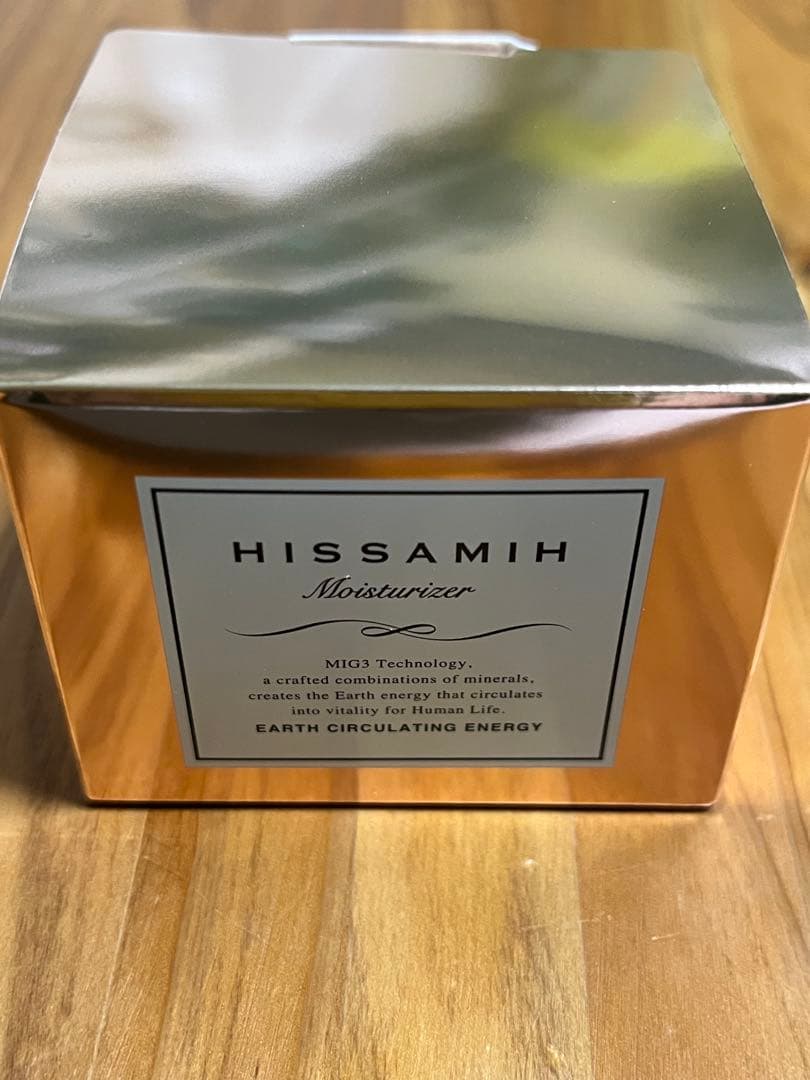 HISSAMIH
Moisturizer
MIG3 Technology,
a crafted combinations of minerals,
creates the Earth energy that circulates
into vitality for Human Life.
EARTH CIRCULATING ENERGY